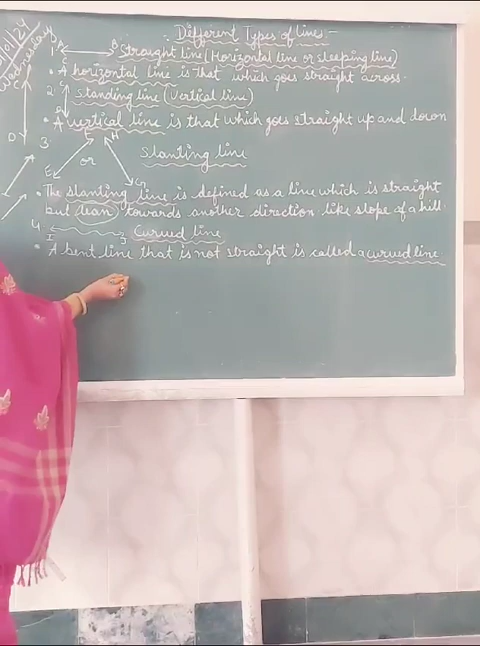 Different Types of line:-
1. A B Straight line (Horizontal line or sleeping line)
• A horizontal line is that which goes straight across.
2. C Standing line (Vertical line)
D
• A vertical line is that which goes straight up and down
3. or Slanting line
• The slanting line is defined as a line which is straight
but lean towards another direction like slope of a hill.
4. I J Curved line
• A bent line that is not straight is called a curved line.
Wednesday